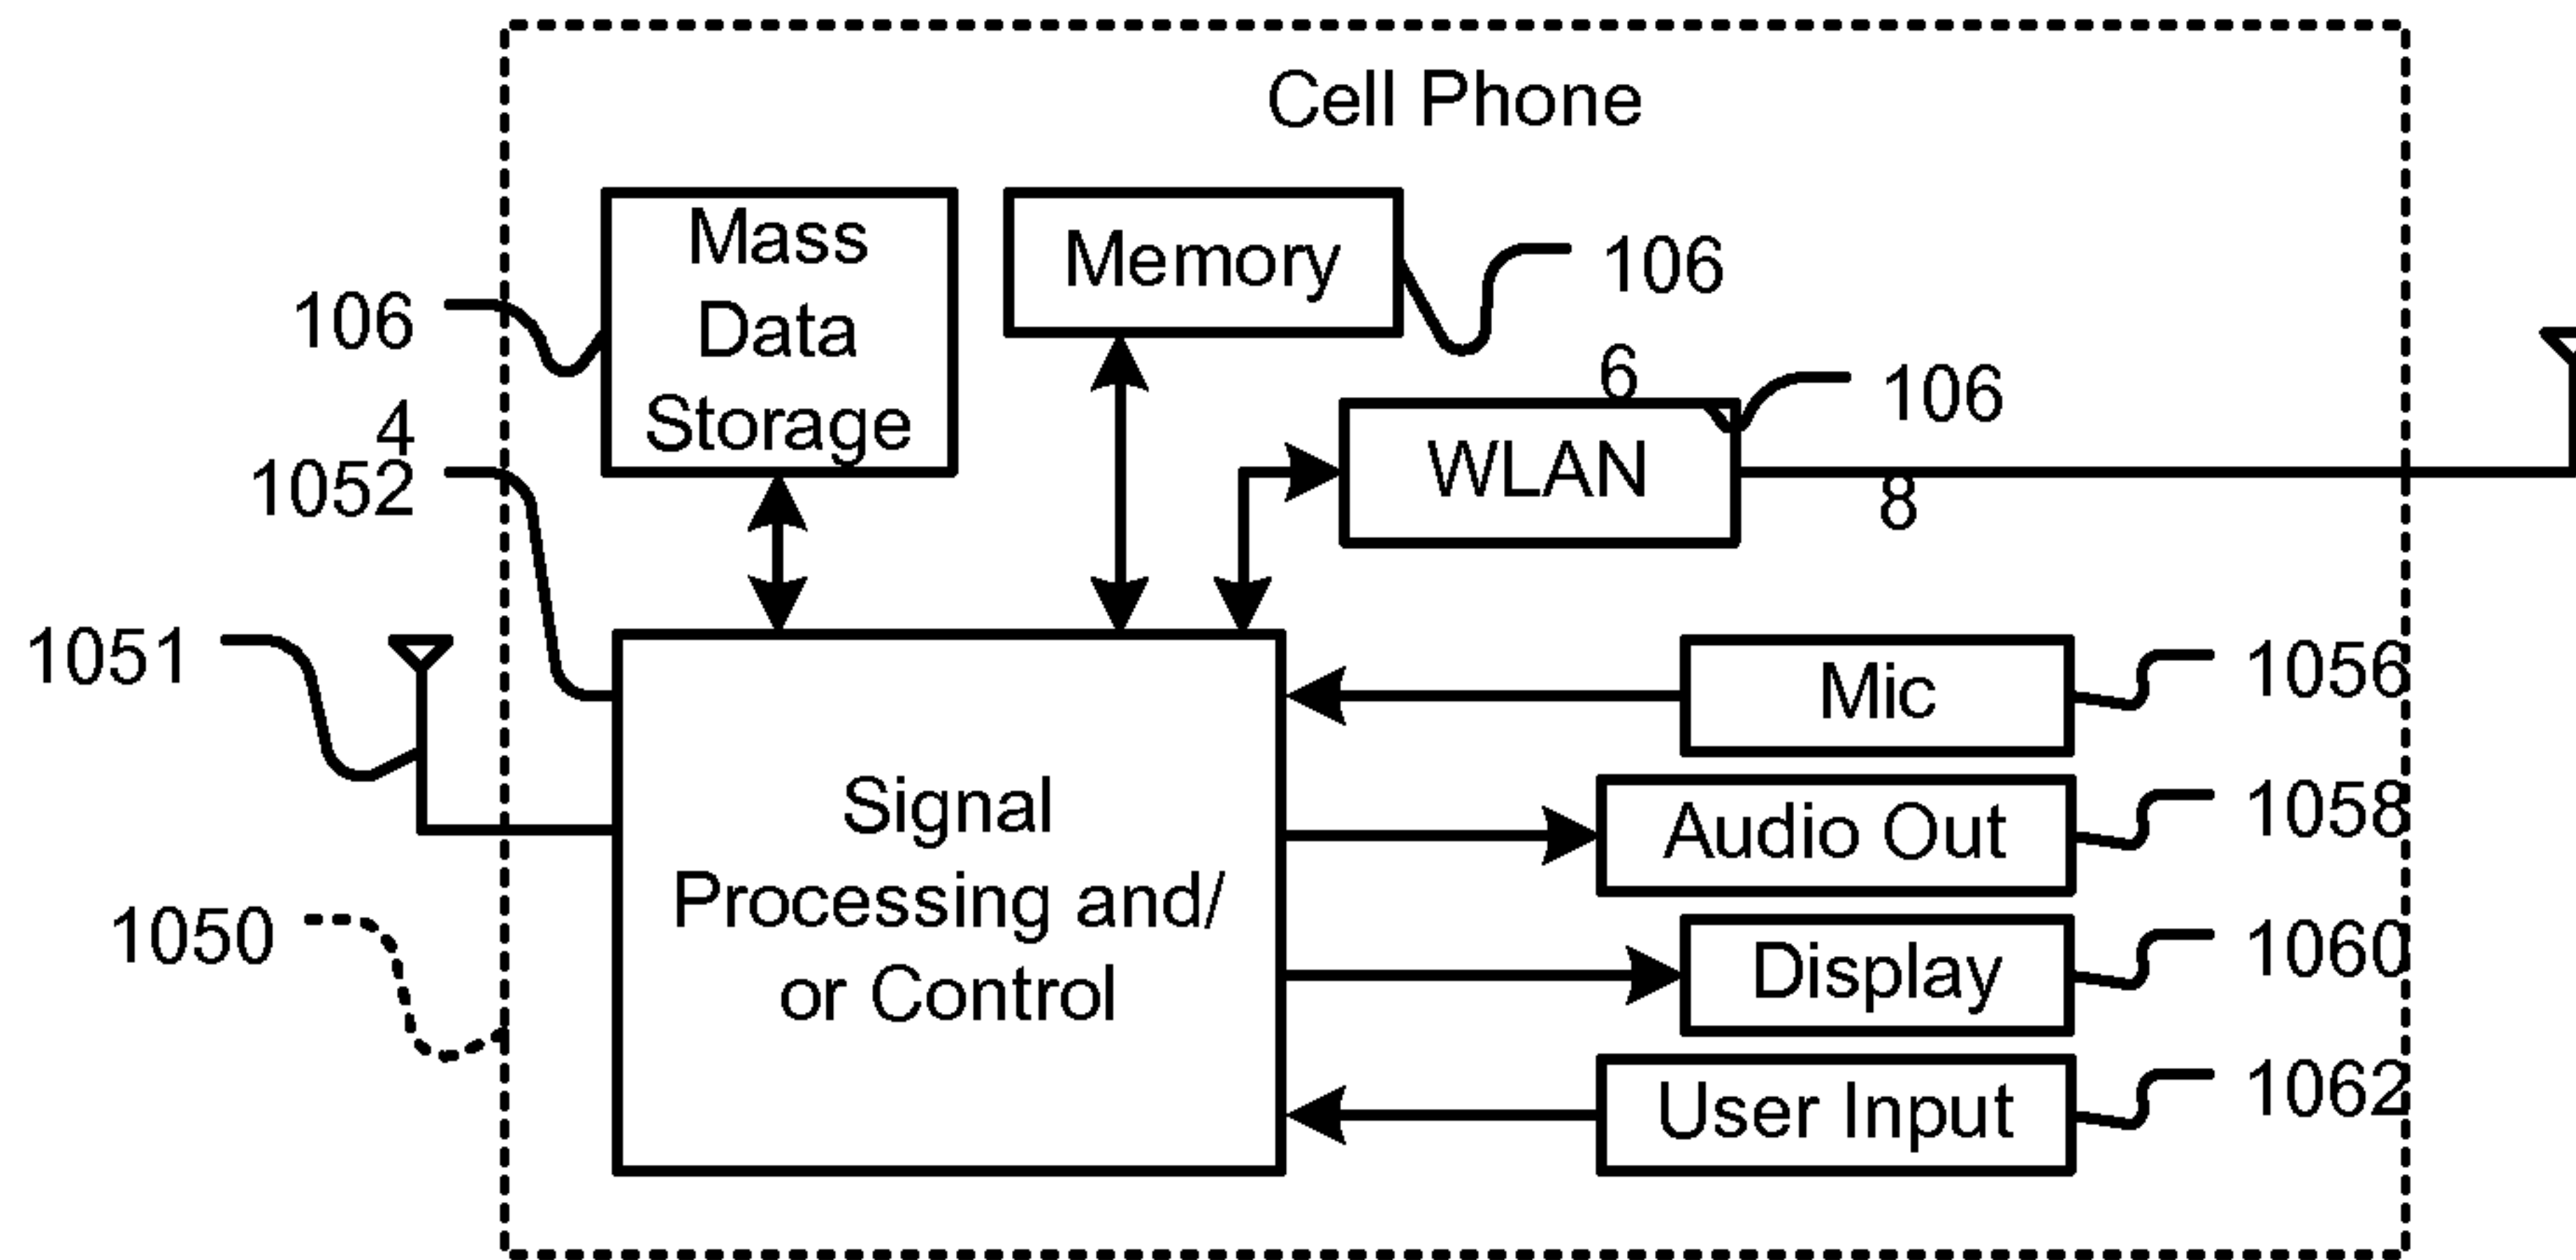 Cell Phone
Mass
Data
Storage
Memory
106
6
106
4
WLAN
106
8
1052
1051
1050
Signal
Processing and/
or Control
Mic
1056
Audio Out
1058
Display
1060
User Input
1062